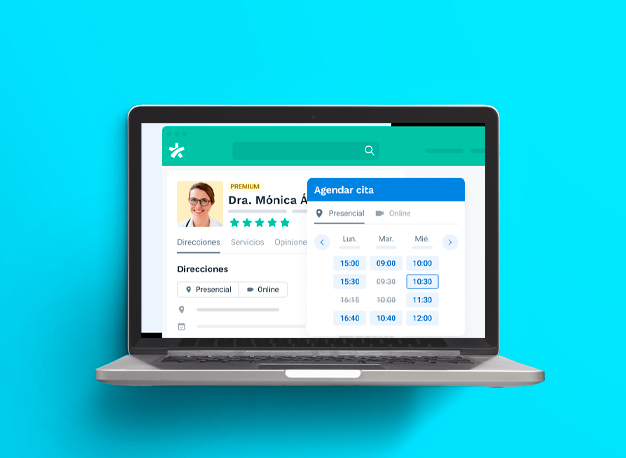 PREMIUM
Dra. Mónica Á
Direcciones
Servicios
Opinione
Direcciones
Presencial
Online
Agendar cita
Presencial
Online
Lun.
Mar.
Mié.
15:00 09:00 10:00
15:30 09:30 10:30
16:15 10:00 11:30
16:40 10:40 12:00